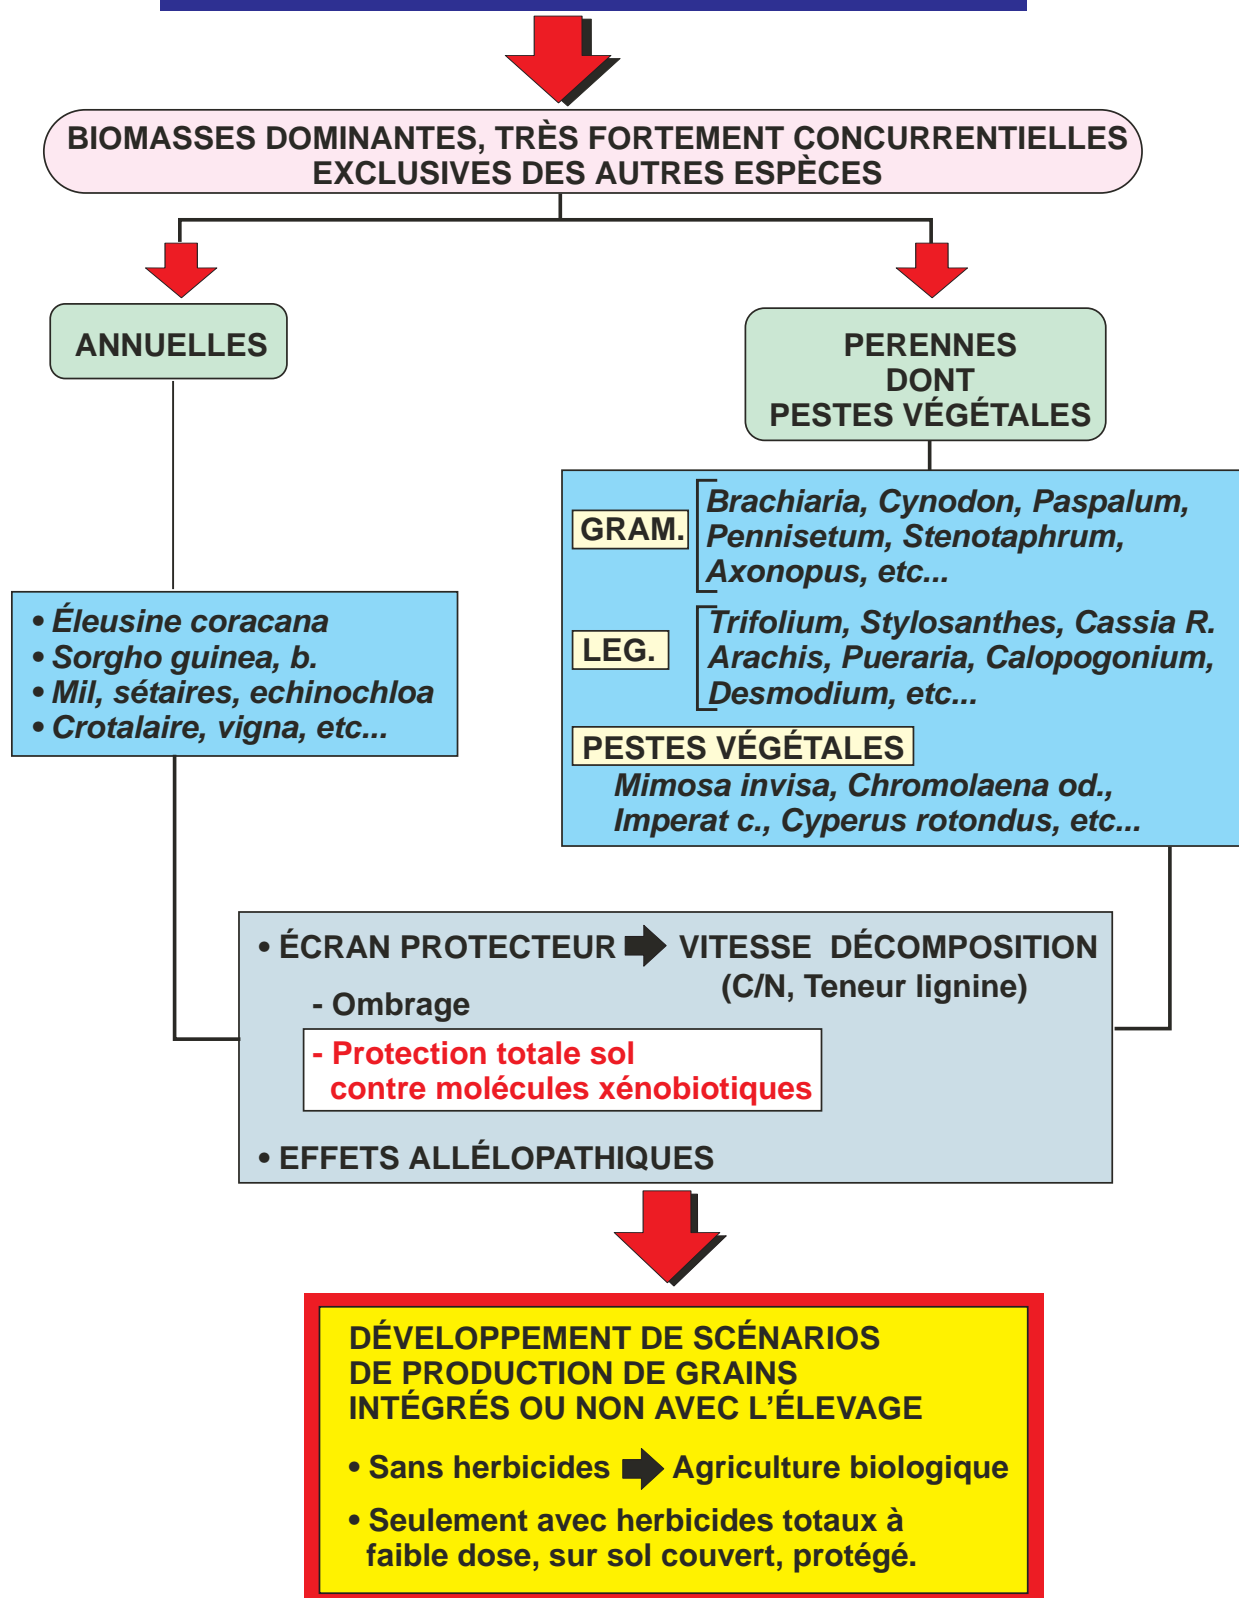 BIOMASSES DOMINANTES, TRÈS FORTEMENT CONCURRENTIELLES
EXCLUSIVES DES AUTRES ESPÈCES
ANNUELLES
PERENNES
DONT
PESTES VÉGÉTALES
• Éleusine coracana
• Sorgho guinea, b.
• Mil, sétaires, echinochloa
• Crotalaire, vigna, etc...
GRAM.
Brachiaria, Cynodon, Paspalum,
Pennisetum, Stenotaphrum,
Axonopus, etc...
LEG.
Trifolium, Stylosanthes, Cassia R.
Arachis, Pueraria, Calopogonium,
Desmodium, etc...
PESTES VÉGÉTALES
Mimosa invisa, Chromolaena od.,
Imperat c., Cyperus rotondus, etc...
• ÉCRAN PROTECTEUR VITESSE DÉCOMPOSITION
(C/N, Teneur lignine)
- Ombrage
- Protection totale sol
contre molécules xénobiotiques
• EFFETS ALLÉLOPATHIQUES
DÉVELOPPEMENT DE SCÉNARIOS
DE PRODUCTION DE GRAINS
INTÉGRÉS OU NON AVEC L'ÉLEVAGE
• Sans herbicides Agriculture biologique
• Seulement avec herbicides totaux à
faible dose, sur sol couvert, protégé.